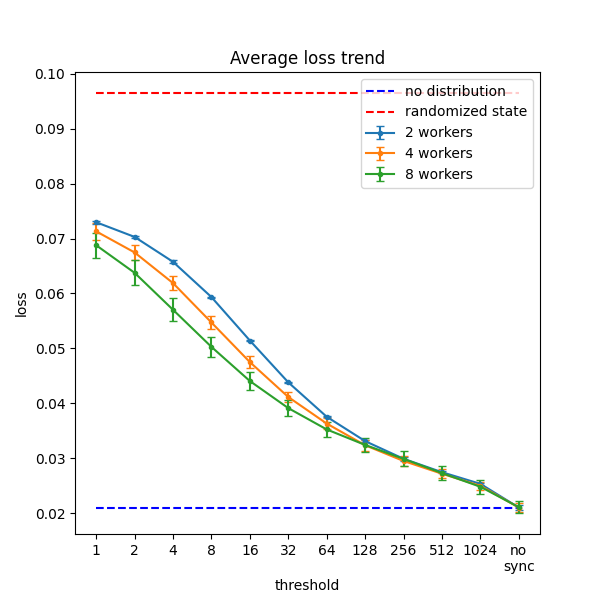 Average loss trend
0.10
0.09
0.08
0.07
0.06
0.05
0.04
0.03
0.02
loss
no distribution
randomized state
2 workers
4 workers
8 workers
1 2 4 8 16 32 64 128 256 512 1024 no
sync
threshold